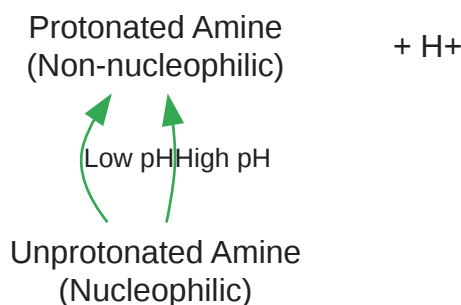 Protonated Amine
(Non-nucleophilic)
+ H+
Low pH
High pH
Unprotonated Amine
(Nucleophilic)